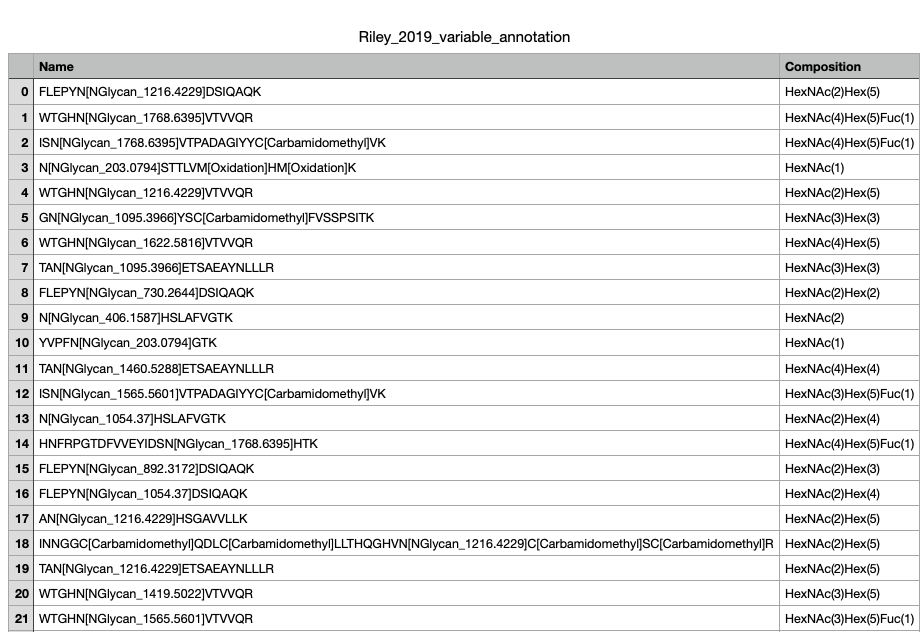 Riley_2019_variable_annotation
Name Composition
0 FLEPYN[NGlycan_1216.4229]DSIQAQK HexNAc(2)Hex(5)
1 WTGHN[NGlycan_1768.6395]VTVVQR HexNAc(4)Hex(5)Fuc(1)
2 ISN[NGlycan_1768.6395]VTPADAGIYYC[Carbamidomethyl]VK HexNAc(4)Hex(5)Fuc(1)
3 N[NGlycan_203.0794]STTLVM[Oxidation]HM[Oxidation]K HexNAc(1)
4 WTGHN[NGlycan_1216.4229]VTVVQR HexNAc(2)Hex(5)
5 GN[NGlycan_1095.3966]YSC[Carbamidomethyl]FVSSPSITK HexNAc(3)Hex(3)
6 WTGHN[NGlycan_1622.5816]VTVVQR HexNAc(4)Hex(5)
7 TAN[NGlycan_1095.3966]ETSAEAYNLLLR HexNAc(3)Hex(3)
8 FLEPYN[NGlycan_730.2644]DSIQAQK HexNAc(2)Hex(2)
9 N[NGlycan_406.1587]HSLAFVGTK HexNAc(2)
10 YVPFN[NGlycan_203.0794]GTK HexNAc(1)
11 TAN[NGlycan_1460.5288]ETSAEAYNLLLR HexNAc(4)Hex(4)
12 ISN[NGlycan_1565.5601]VTPADAGIYYC[Carbamidomethyl]VK HexNAc(3)Hex(5)Fuc(1)
13 N[NGlycan_1054.37]HSLAFVGTK HexNAc(2)Hex(4)
14 HNFRPGTDFVVEYIDSN[NGlycan_1768.6395]HTK HexNAc(4)Hex(5)Fuc(1)
15 FLEPYN[NGlycan_892.3172]DSIQAQK HexNAc(2)Hex(3)
16 FLEPYN[NGlycan_1054.37]DSIQAQK HexNAc(2)Hex(4)
17 AN[NGlycan_1216.4229]HSGAVVLLK HexNAc(2)Hex(5)
18 INNGGC[Carbamidomethyl]QDLC[Carbamidomethyl]LLTHQGHVN[NGlycan_1216.4229]C[Carbamidomethyl]SC[Carbamidomethyl]R HexNAc(2)Hex(5)
19 TAN[NGlycan_1216.4229]ETSAEAYNLLLR HexNAc(2)Hex(5)
20 WTGHN[NGlycan_1419.5022]VTVVQR HexNAc(3)Hex(5)
21 WTGHN[NGlycan_1565.5601]VTVVQR HexNAc(3)Hex(5)Fuc(1)